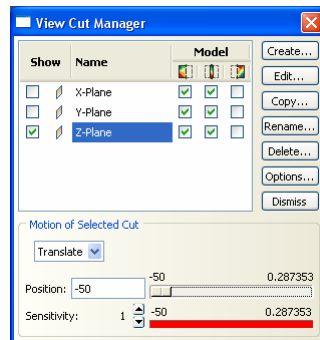 View Cut Manager
Show Name Model
Create...
X-Plane
Edit...
Y-Plane
Copy...
Z-Plane
Rename...
Delete...
Options...
Dismiss
Motion of Selected Cut
Translate
-50 0.287353
Position: -50
Sensitivity: 1 -50 0.287353